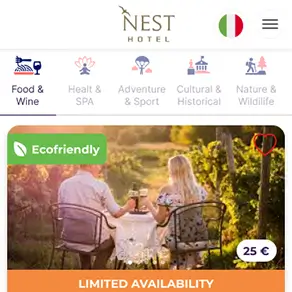 NEST
HOTEL
Food & Healt & Adventure Cultural & Nature &
Wine SPA & Sport Historical Wildlife
Ecofriendly
25 €
LIMITED AVAILABILITY